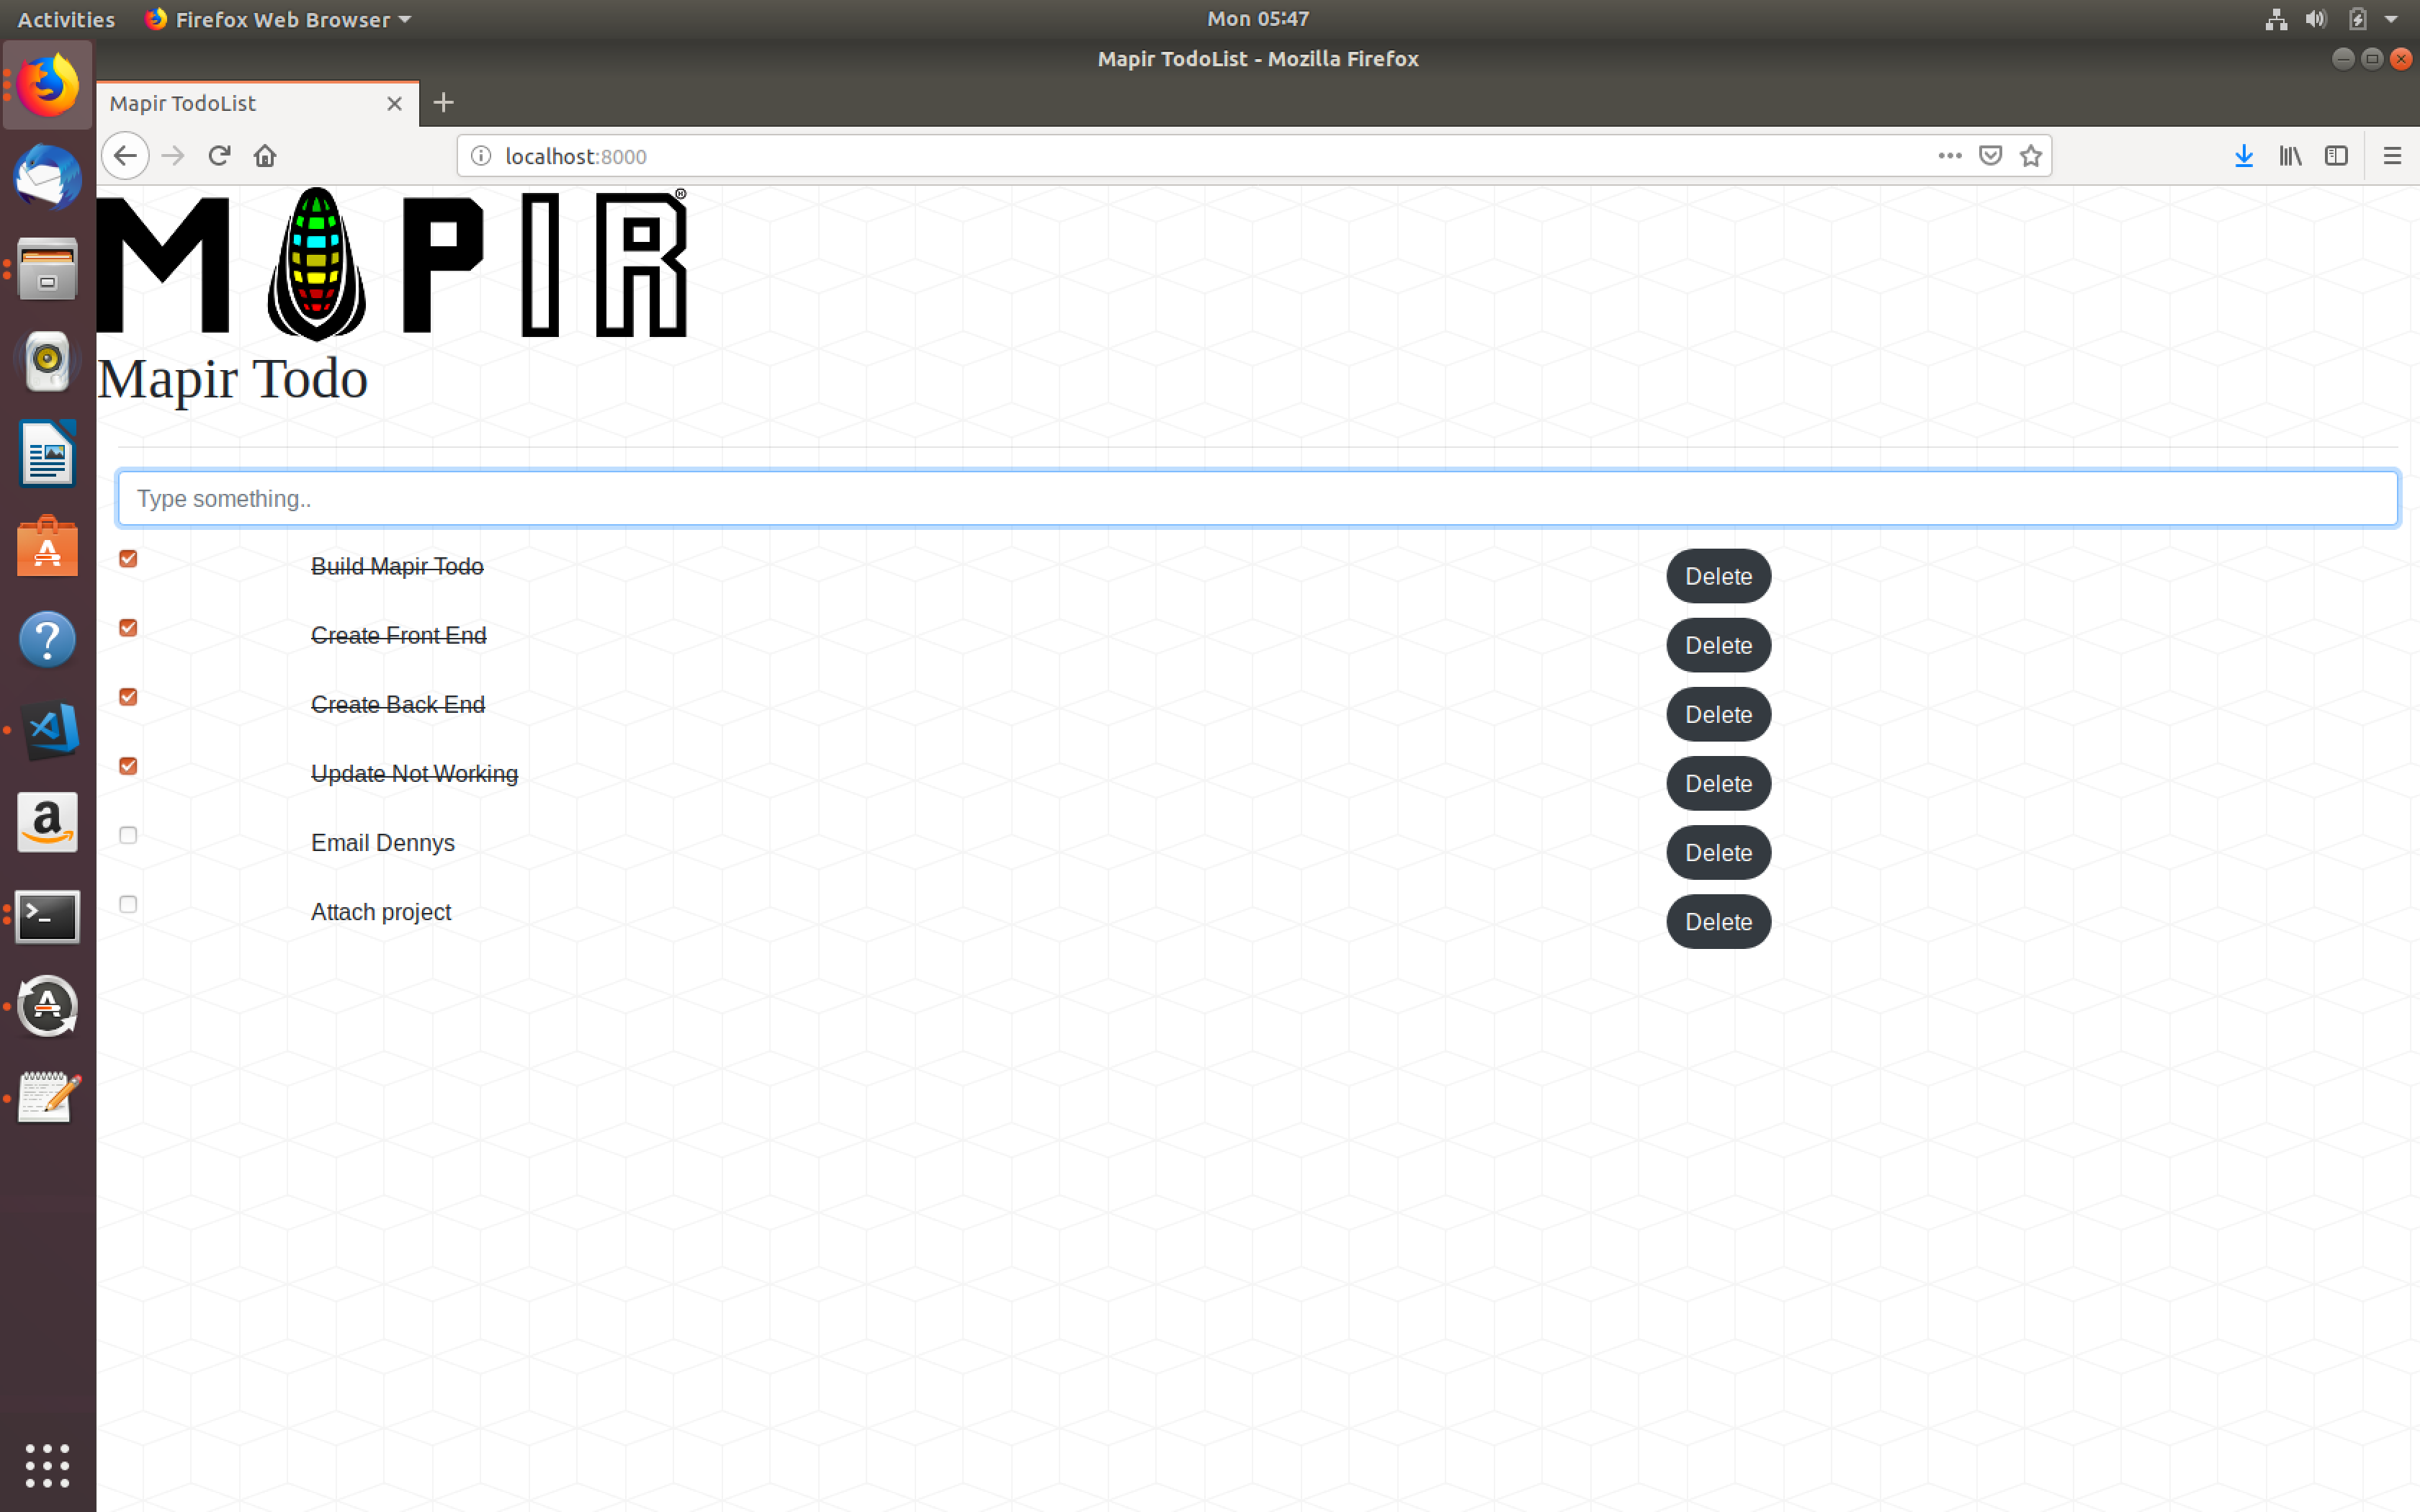 Activities Firefox Web Browser Mon 05:47
Mapir TodoList - Mozilla Firefox
Mapir TodoList
localhost:8000
MAPIR®
Mapir Todo
Type something..
Build Mapir Todo Delete
Create Front End Delete
Create Back End Delete
Update Not Working Delete
Email Dennys Delete
Attach project Delete